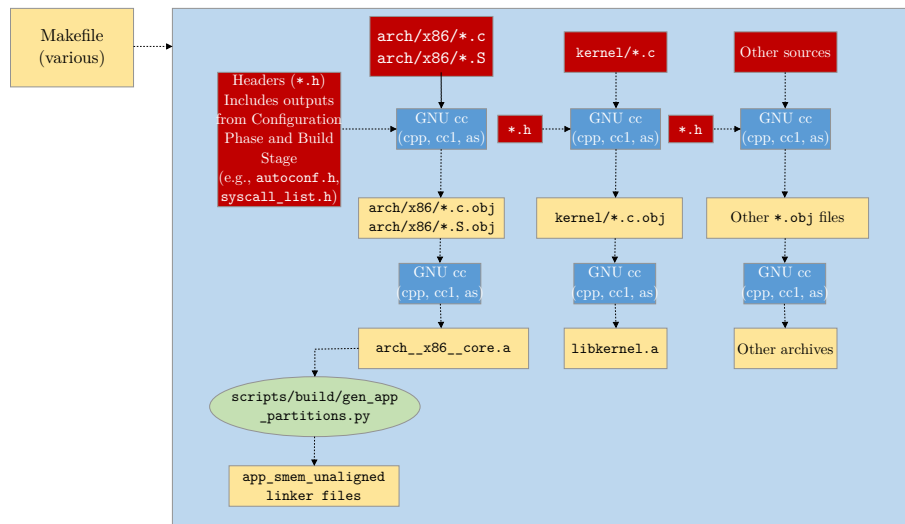 Makefile
(various)
arch/x86/*.c
arch/x86/*.S
kernel/*.c
Other sources
Headers (*.h)
Includes outputs
from Configuration
Phase and Build
Stage
(e.g., autoconf.h,
syscall_list.h)
GNU cc
(cpp, cc1, as)
*.h
GNU cc
(cpp, cc1, as)
*.h
GNU cc
(cpp, cc1, as)
arch/x86/*.c.obj
arch/x86/*.S.obj
kernel/*.c.obj
Other *.obj files
GNU cc
(cpp, cc1, as)
GNU cc
(cpp, cc1, as)
GNU cc
(cpp, cc1, as)
arch__x86__core.a
libkernel.a
Other archives
scripts/build/gen_app
_partitions.py
app_smem_unaligned
linker files